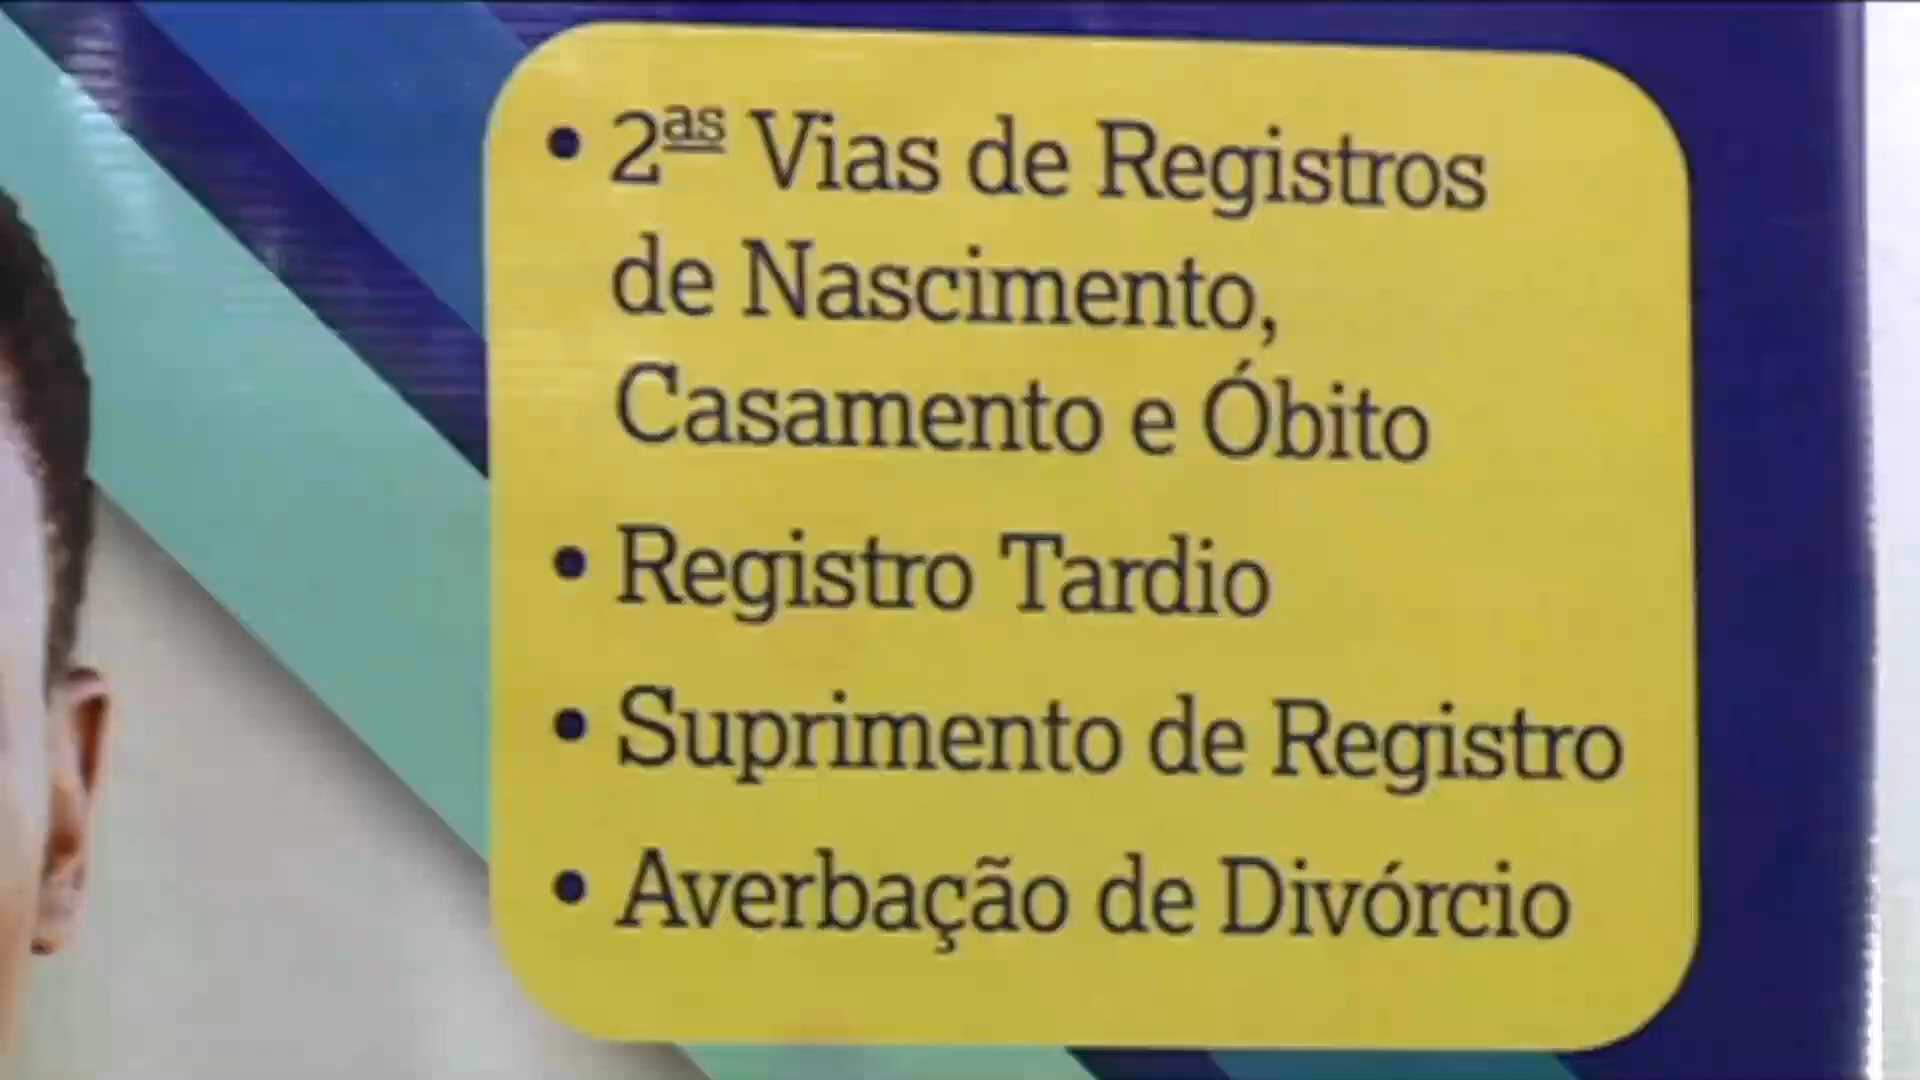 • 2ªs Vias de Registros
de Nascimento,
Casamento e Óbito
• Registro Tardio
• Suprimento de Registro
• Averbação de Divórcio